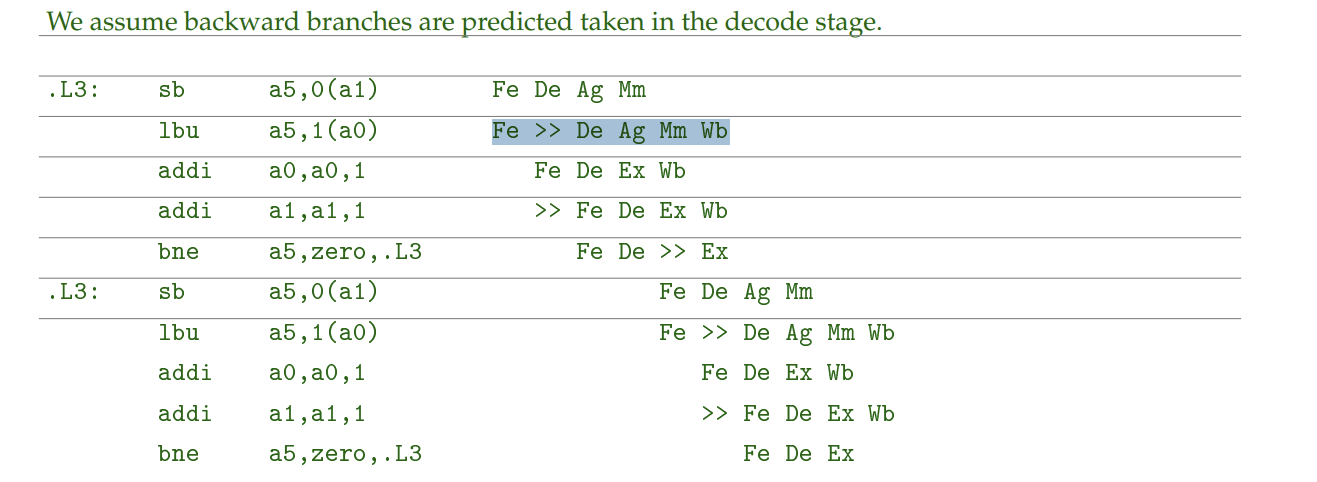 We assume backward branches are predicted taken in the decode stage.
.L3: sb a5,0(a1) Fe De Ag Mm
lbu a5,1(a0) Fe >> De Ag Mm Wb
addi a0,a0,1 Fe De Ex Wb
addi a1,a1,1 >> Fe De Ex Wb
bne a5,zero,.L3 Fe De >> Ex
.L3: sb a5,0(a1) Fe De Ag Mm
lbu a5,1(a0) Fe >> De Ag Mm Wb
addi a0,a0,1 Fe De Ex Wb
addi a1,a1,1 >> Fe De Ex Wb
bne a5,zero,.L3 Fe De Ex